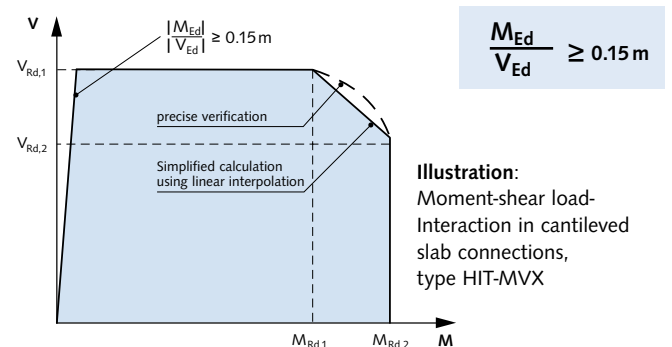 V
|M_Ed|
|V_Ed| ≥ 0.15 m
M_Ed
V_Ed ≥ 0.15 m
V_Rd,1
precise verification
V_Rd,2
Simplified calculation
using linear interpolation
Illustration:
Moment-shear load-
Interaction in cantileved
slab connections,
type HIT-MVX
M_Rd,1
M_Rd,2
M